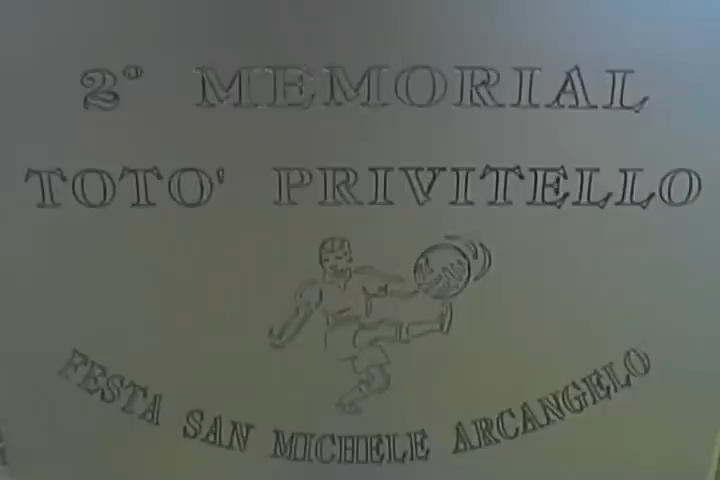 2° MEMORIAL
TOTO' PRIVITELLO
FESTA SAN MICHELE ARCANGELO